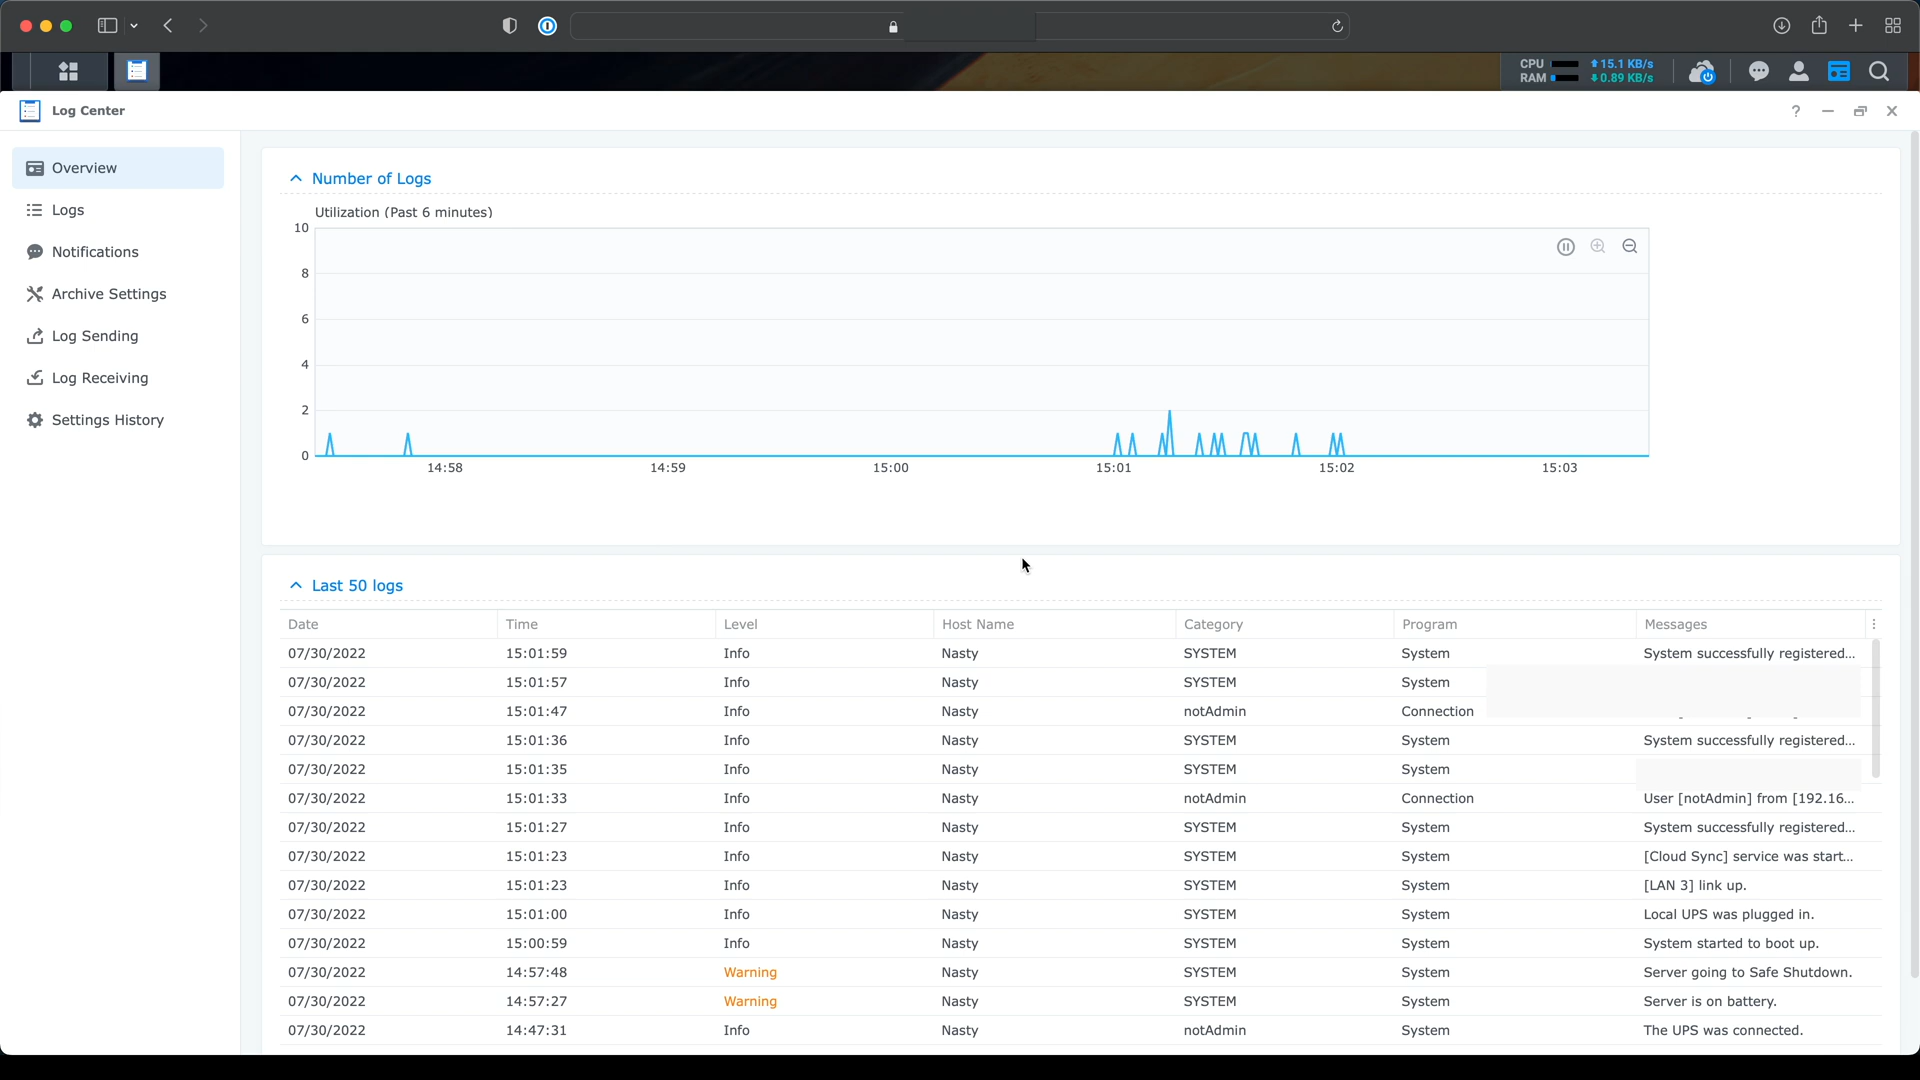 CPU 15.1 KB/s
RAM 0.89 KB/s
Log Center
Overview
Logs
Notifications
Archive Settings
Log Sending
Log Receiving
Settings History
Number of Logs
Utilization (Past 6 minutes)
10
8
6
4
2
0
14:58 14:59 15:00 15:01 15:02 15:03
Last 50 logs
Date Time Level Host Name Category Program Messages
07/30/2022 15:01:59 Info Nasty SYSTEM System System successfully registered...
07/30/2022 15:01:57 Info Nasty SYSTEM System
07/30/2022 15:01:47 Info Nasty notAdmin Connection
07/30/2022 15:01:36 Info Nasty SYSTEM System System successfully registered...
07/30/2022 15:01:35 Info Nasty SYSTEM System
07/30/2022 15:01:33 Info Nasty notAdmin Connection User [notAdmin] from [192.16...
07/30/2022 15:01:27 Info Nasty SYSTEM System System successfully registered...
07/30/2022 15:01:23 Info Nasty SYSTEM System [Cloud Sync] service was start...
07/30/2022 15:01:23 Info Nasty SYSTEM System [LAN 3] link up.
07/30/2022 15:01:00 Info Nasty SYSTEM System Local UPS was plugged in.
07/30/2022 15:00:59 Info Nasty SYSTEM System System started to boot up.
07/30/2022 14:57:48 Warning Nasty SYSTEM System Server going to Safe Shutdown.
07/30/2022 14:57:27 Warning Nasty SYSTEM System Server is on battery.
07/30/2022 14:47:31 Info Nasty notAdmin System The UPS was connected.